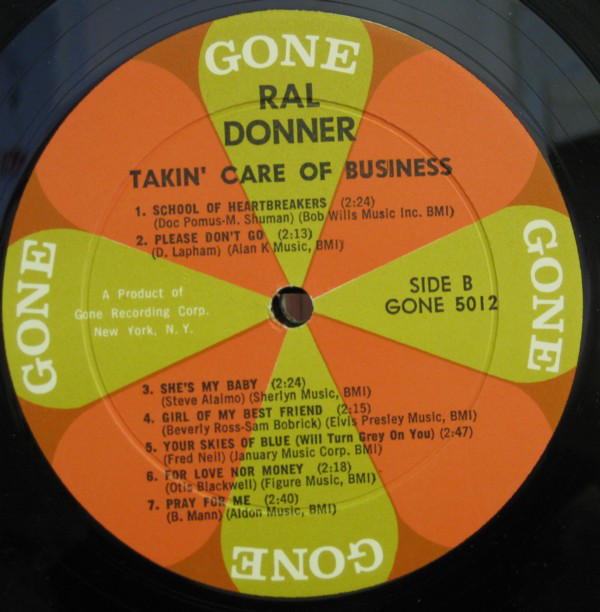 GONE
RAL
DONNER
TAKIN' CARE OF BUSINESS
1. SCHOOL OF HEARTBREAKERS (2:24)
(Doc Pomus-M. Shuman) (Bob Wills Music Inc. BMI)
2. PLEASE DON'T GO (2:13)
(D. Lapham) (Alan K Music, BMI)
GONE
A Product of
Gone Recording Corp.
New York, N.Y.
SIDE B
GONE 5012
GONE
3. SHE'S MY BABY (2:24)
(Steve Alaimo) (Sherlyn Music, BMI)
4. GIRL OF MY BEST FRIEND (2:15)
(Beverly Ross-Sam Bobrick) (Elvis Presley Music, BMI)
5. YOUR SKIES OF BLUE (Will Turn Grey On You) (2:47)
(Fred Neil) (January Music Corp. BMI)
6. FOR LOVE NOR MONEY (2:18)
(Otis Blackwell) (Figure Music, BMI)
7. PRAY FOR ME (2:40)
(B. Mann) (Aldon Music, BMI)
GONE